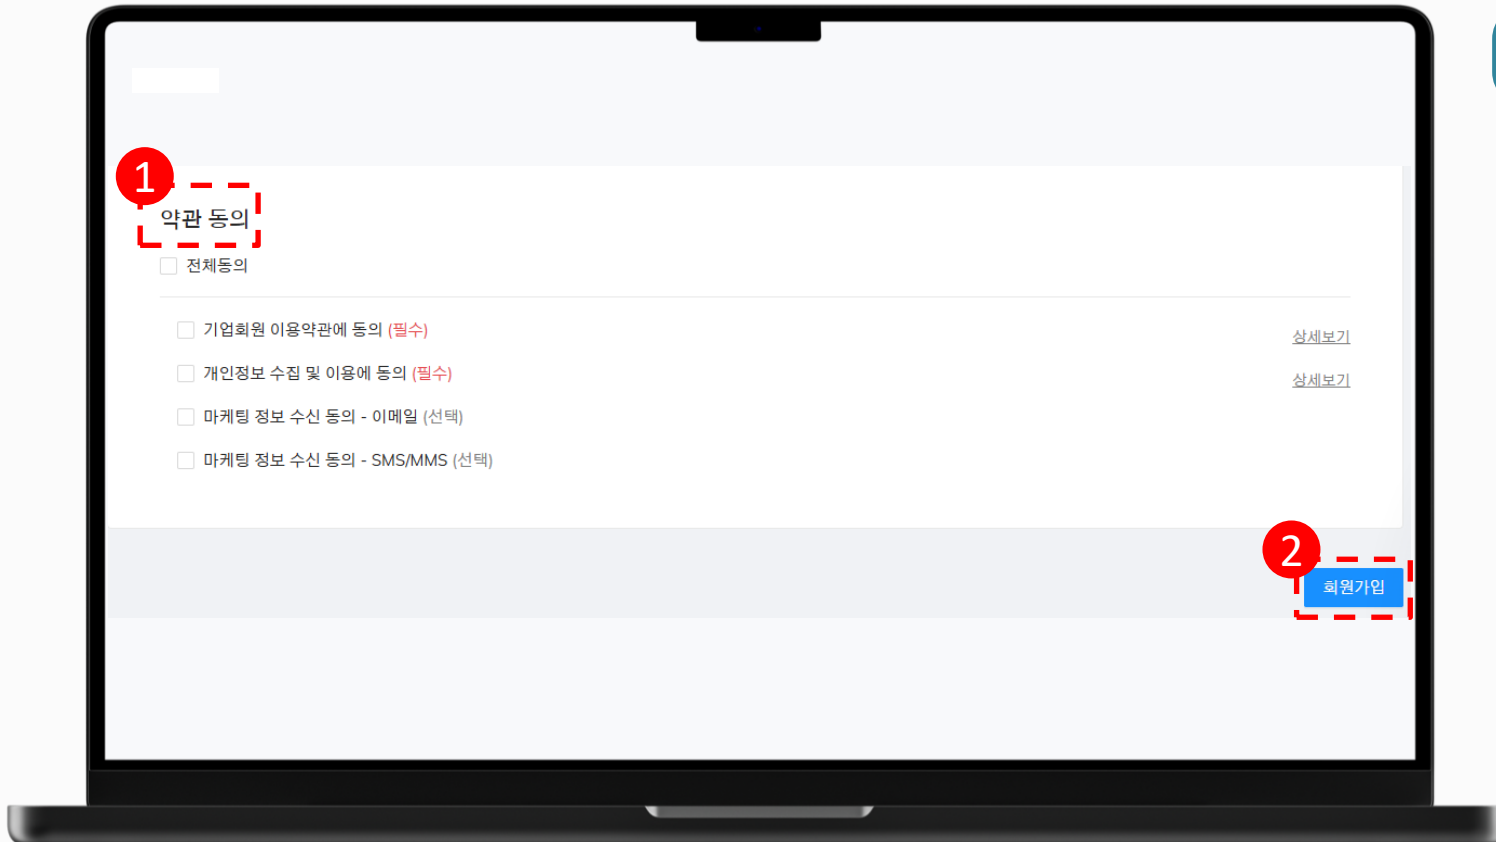 1
약관 동의
전체동의
기업회원 이용약관에 동의 (필수) 상세보기
개인정보 수집 및 이용에 동의 (필수) 상세보기
마케팅 정보 수신 동의 - 이메일 (선택)
마케팅 정보 수신 동의 - SMS/MMS (선택)
2
회원가입